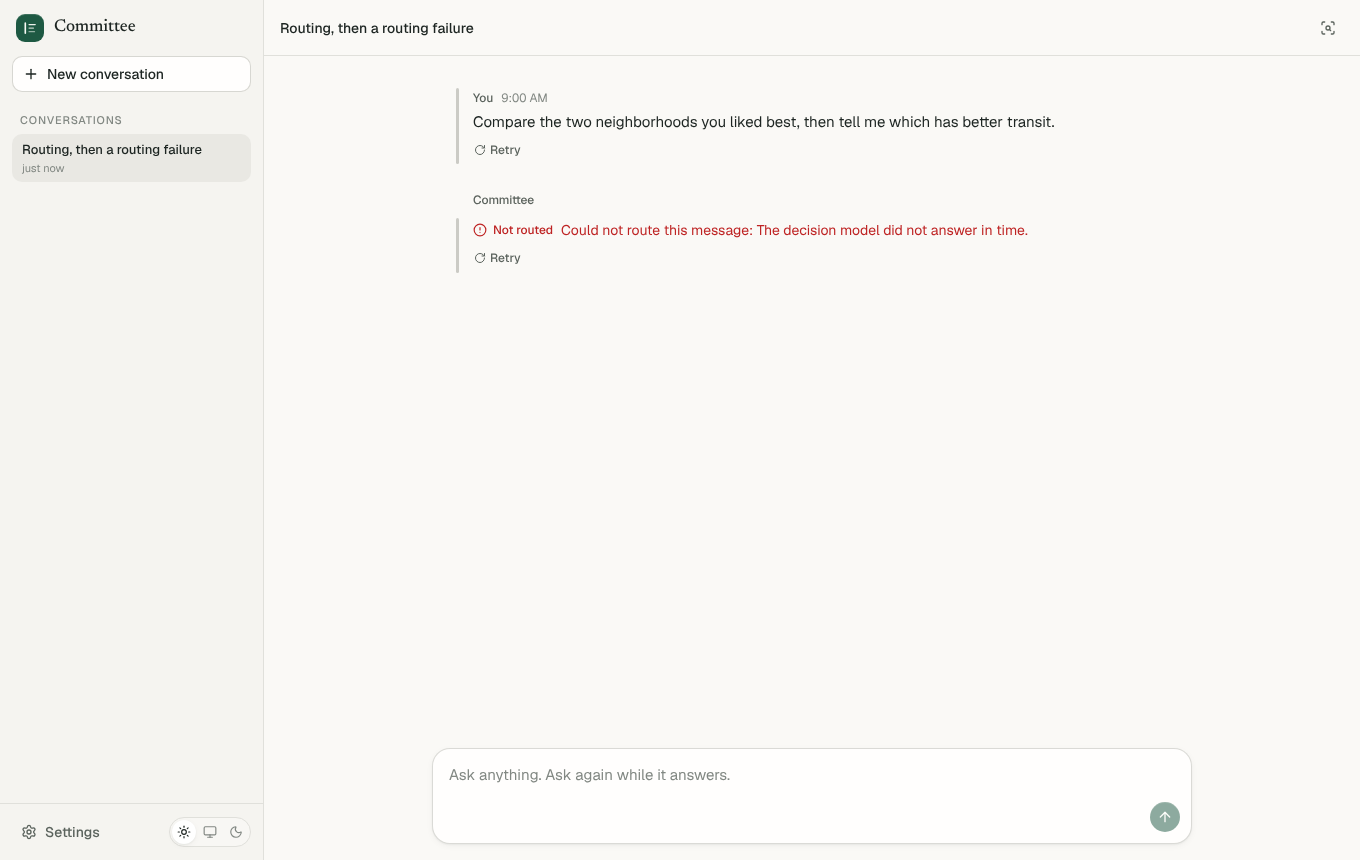 Committee
New conversation
CONVERSATIONS
Routing, then a routing failure
just now
Settings
Routing, then a routing failure
You 9:00 AM
Compare the two neighborhoods you liked best, then tell me which has better transit.
Retry
Committee
Not routed Could not route this message: The decision model did not answer in time.
Retry
Ask anything. Ask again while it answers.